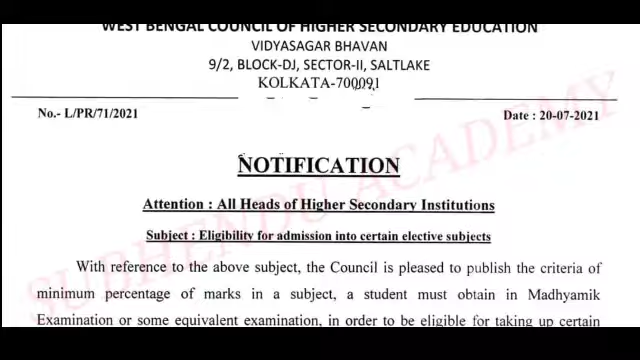 WEST BENGAL COUNCIL OF HIGHER SECONDARY EDUCATION
VIDYASAGAR BHAVAN
9/2, BLOCK-DJ, SECTOR-II, SALTLAKE
KOLKATA-700091
No.- L/PR/71/2021 Date : 20-07-2021
NOTIFICATION
Attention : All Heads of Higher Secondary Institutions
Subject : Eligibility for admission into certain elective subjects
With reference to the above subject, the Council is pleased to publish the criteria of
minimum percentage of marks in a subject, a student must obtain in Madhyamik
Examination or some equivalent examination, in order to be eligible for taking up certain
SUBHENDU ACADEMY